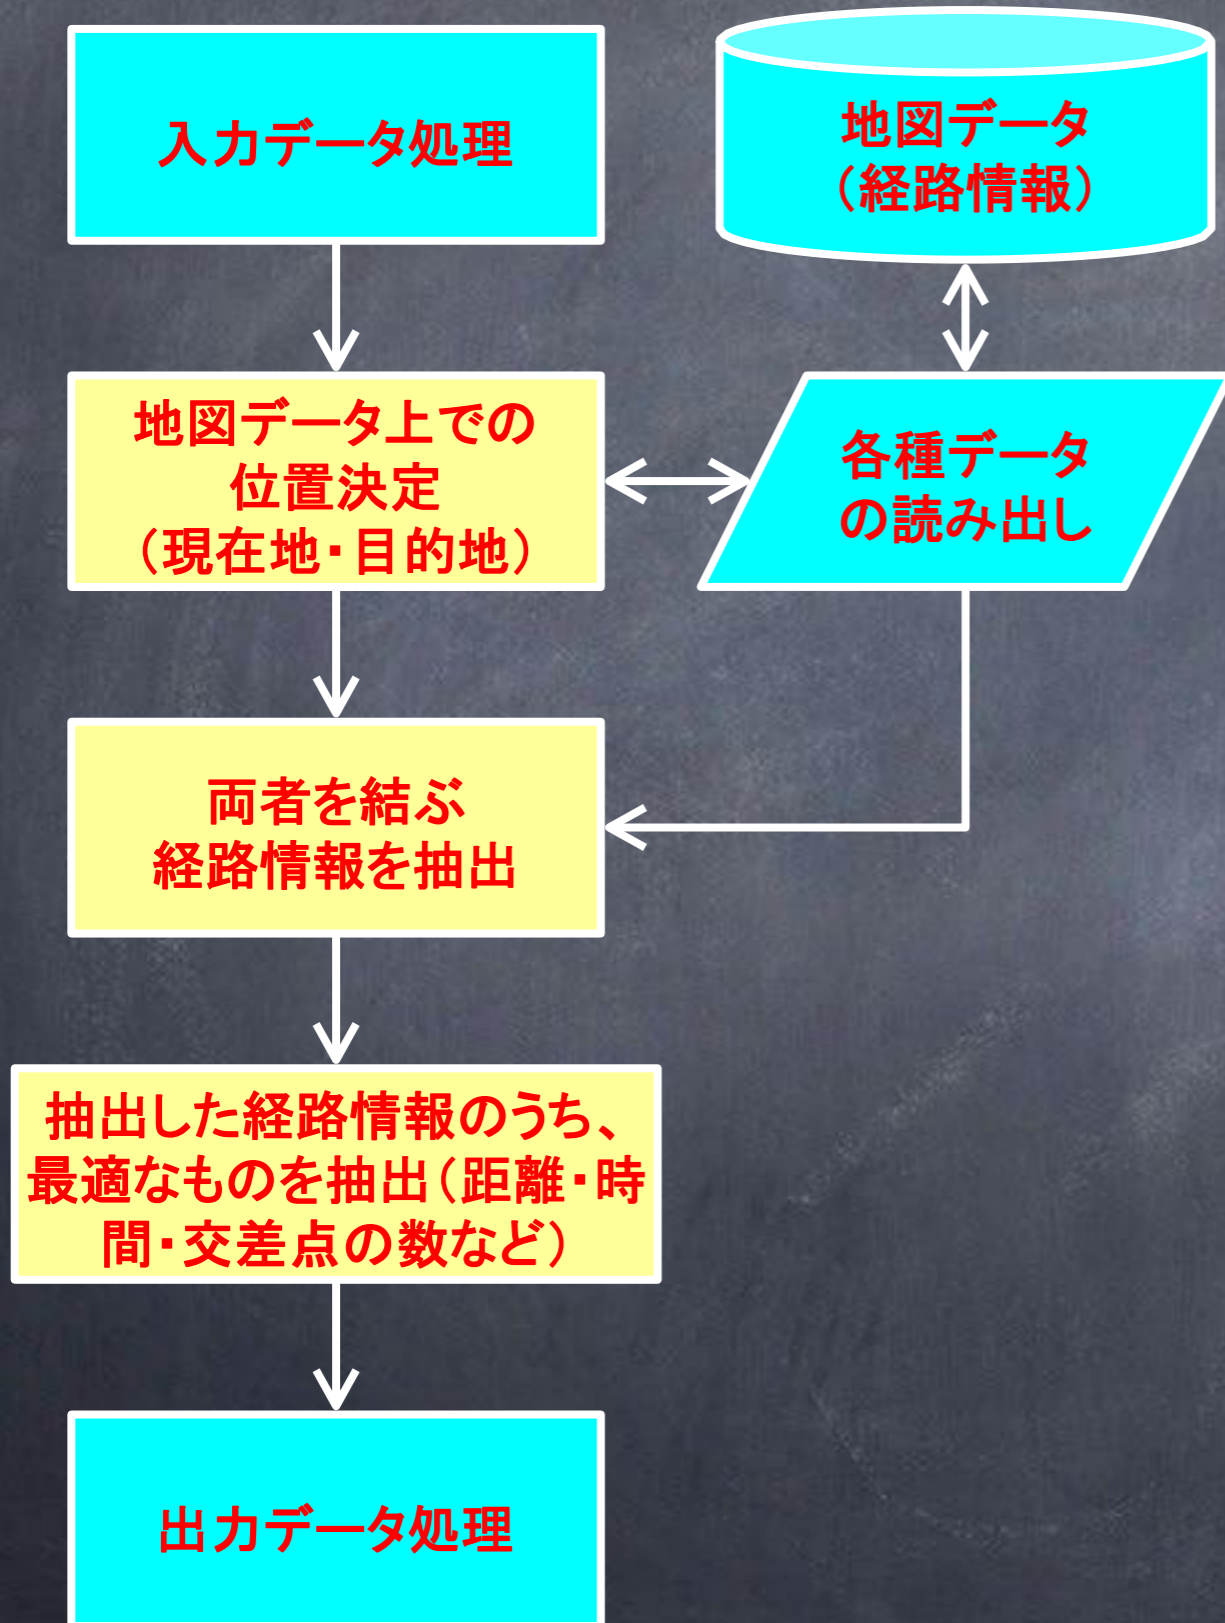 入力データ処理
地図データ
（経路情報）
地図データ上での
位置決定
（現在地・目的地）
各種データ
の読み出し
両者を結ぶ
経路情報を抽出
抽出した経路情報のうち、
最適なものを抽出（距離・時
間・交差点の数など）
出力データ処理